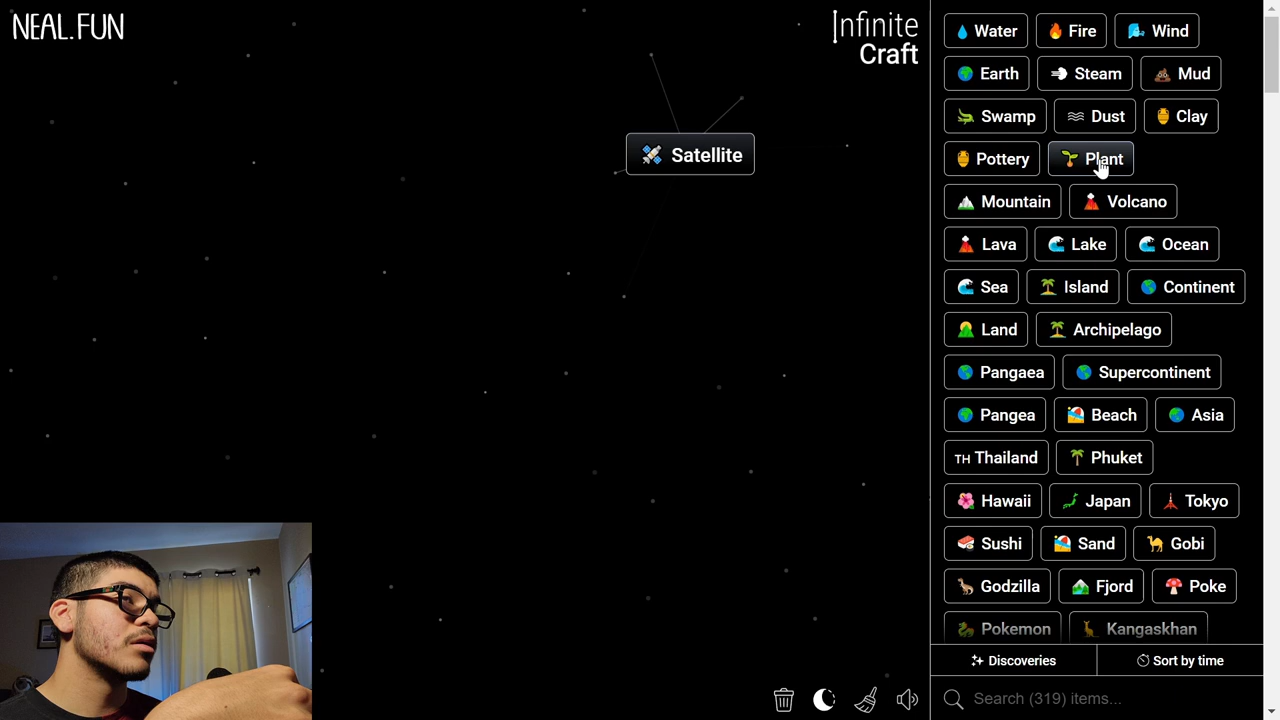 NEAL.FUN
Infinite
Craft
Satellite
Water Fire Wind
Earth Steam Mud
Swamp Dust Clay
Pottery Plant
Mountain Volcano
Lava Lake Ocean
Sea Island Continent
Land Archipelago
Pangaea Supercontinent
Pangea Beach Asia
TH Thailand Phuket
Hawaii Japan Tokyo
Sushi Sand Gobi
Godzilla Fjord Poke
Pokemon Kangaskhan
Discoveries Sort by time
Search (319) items...